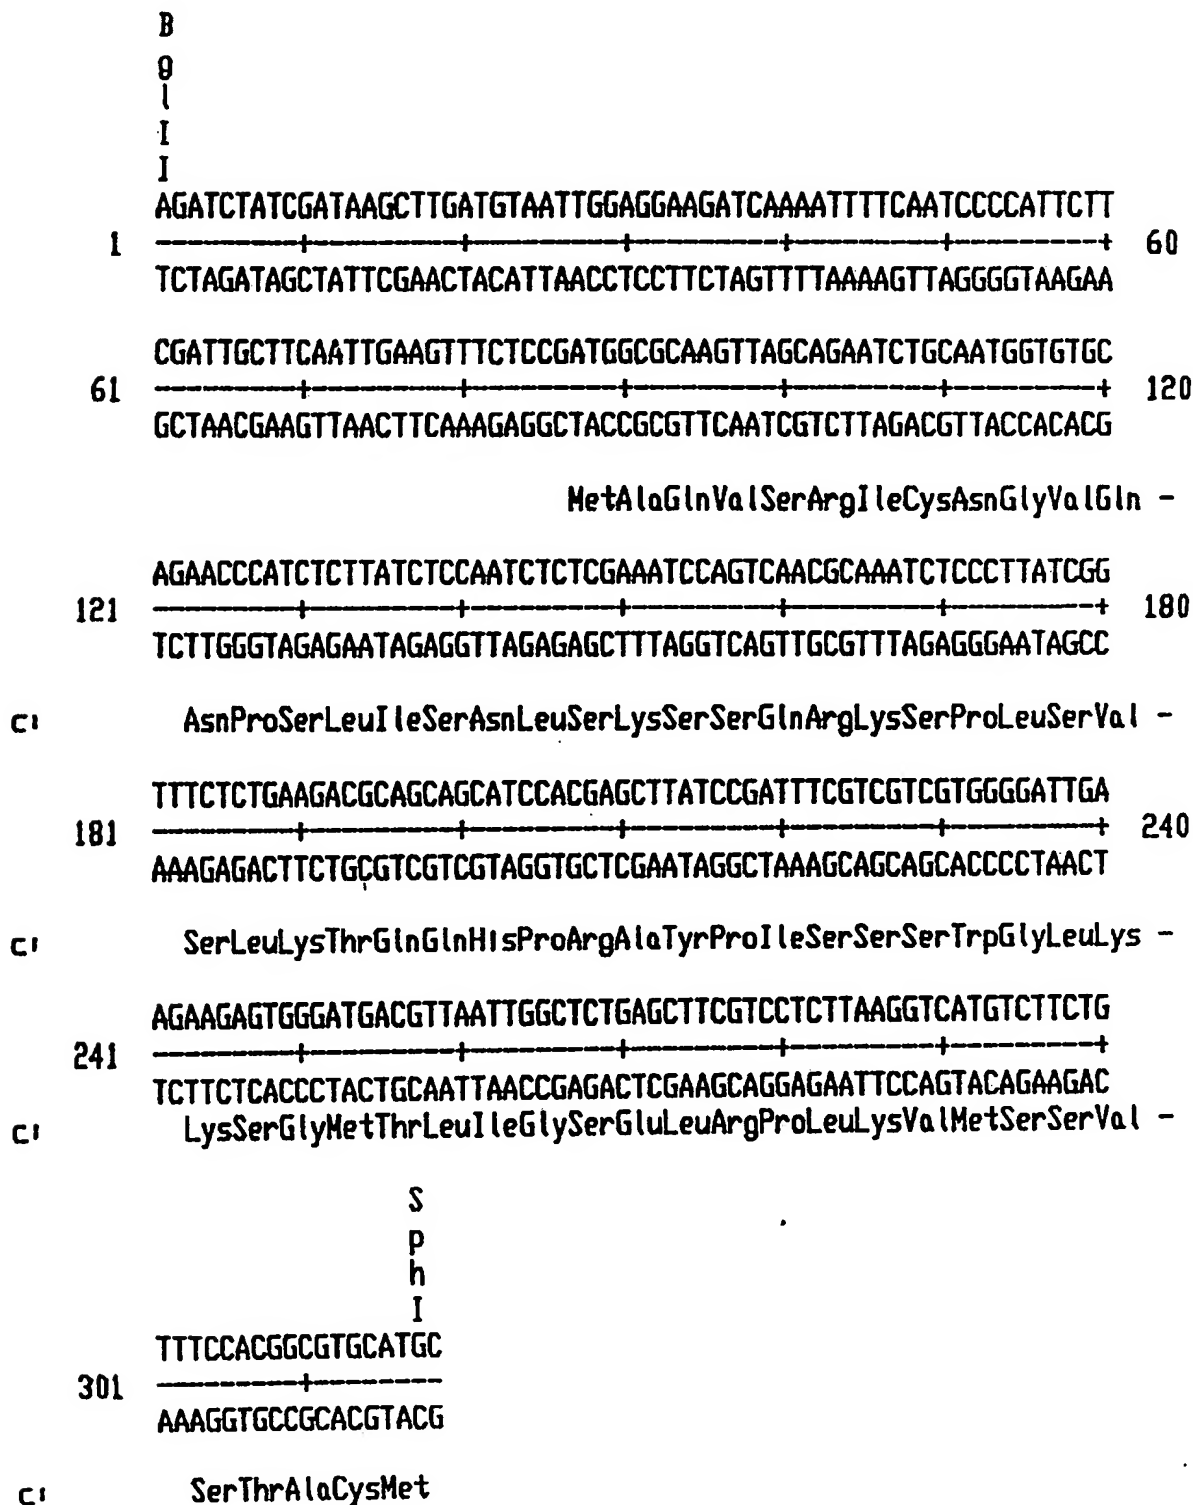 B
g
l
I
I
AGATCTATCGATAAGCTTGATGTAATTGGAGGAAGATCAAAATTTTCAATCCCCATTCTT
1 ---------+---------+---------+---------+---------+---------+ 60
TCTAGATAGCTATTCGAACTACATTAACCTCCTTCTAGTTTTAAAAGTTAGGGGTAAGAA
CGATTGCTTCAATTGAAGTTTCTCCGATGGCGCAAGTTAGCAGAATCTGCAATGGTGTGC
61 ---------+---------+---------+---------+---------+---------+ 120
GCTAACGAAGTTAACTTCAAAGAGGCTACCGCGTTCAATCGTCTTAGACGTTACCACACG
MetAlaGlnValSerArgIleCysAsnGlyValGln -
AGAACCCATCTCTTATCTCCAATCTCTCGAAATCCAGTCAACGCAAATCTCCCTTATCGG
121 ---------+---------+---------+---------+---------+---------+ 180
TCTTGGGTAGAGAATAGAGGTTAGAGAGCTTTAGGTCAGTTGCGTTTAGAGGGAATAGCC
c: AsnProSerLeuIleSerAsnLeuSerLysSerSerGlnArgLysSerProLeuSerVal -
TTTCTCTGAAGACGCAGCAGCATCCACGAGCTTATCCGATTTCGTCGTCGTGGGGATTGA
181 ---------+---------+---------+---------+---------+---------+ 240
AAAGAGACTTCTGCGTCGTCGTAGGTGCTCGAATAGGCTAAAGCAGCAGCACCCCTAACT
c: SerLeuLysThrGlnGlnHisProArgAlaTyrProIleSerSerSerTrpGlyLeuLys -
AGAAGAGTGGGATGACGTTAATTGGCTCTGAGCTTCGTCCTCTTAAGGTCATGTCTTCTG
241 ---------+---------+---------+---------+---------+---------+
TCTTCTCACCCTACTGCAATTAACCGAGACTCGAAGCAGGAGAATTCCAGTACAGAAGAC
c: LysSerGlyMetThrLeuIleGlySerGluLeuArgProLeuLysValMetSerSerVal -
S
p
h
I
TTTCCACGGCGTGCATGC
301 ---------+--------
AAAGGTGCCGCACGTACG
c: SerThrAlaCysMet